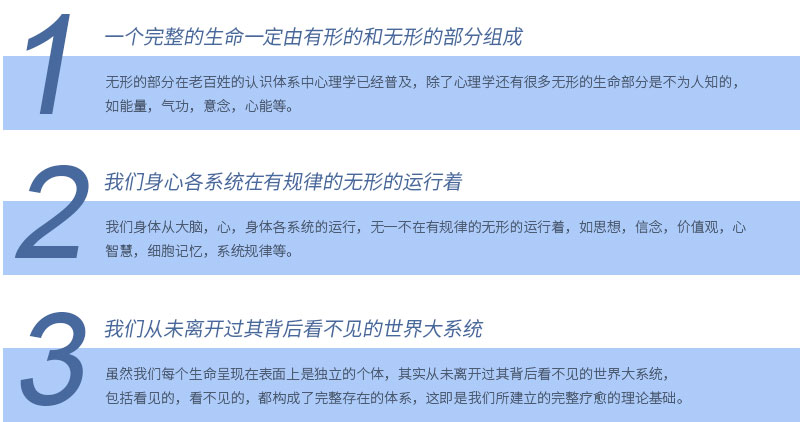 1
一个完整的生命一定由有形的和无形的部分组成
无形的部分在老百姓的认识体系中心理学已经普及，除了心理学还有很多无形的生命部分是不为人知的，
如能量，气功，意念，心能等。
2
我们身心各系统在有规律的无形的运行着
我们身体从大脑，心，身体各系统的运行，无一不在有规律的无形的运行着，如思想，信念，价值观，心
智慧，细胞记忆，系统规律等。
3
我们从未离开过其背后看不见的世界大系统
虽然我们每个生命呈现在表面上是独立的个体，其实从未离开过其背后看不见的世界大系统，
包括看见的，看不见的，都构成了完整存在的体系，这即是我们所建立的完整疗愈的理论基础。